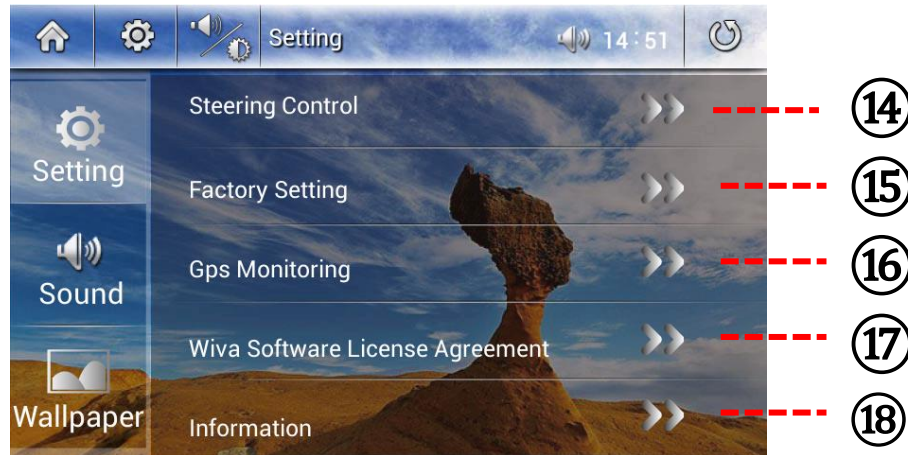 Setting
14:51
Setting
Sound
Wallpaper
Steering Control
⑭
Factory Setting
⑮
Gps Monitoring
⑯
Wiva Software License Agreement
⑰
Information
⑱